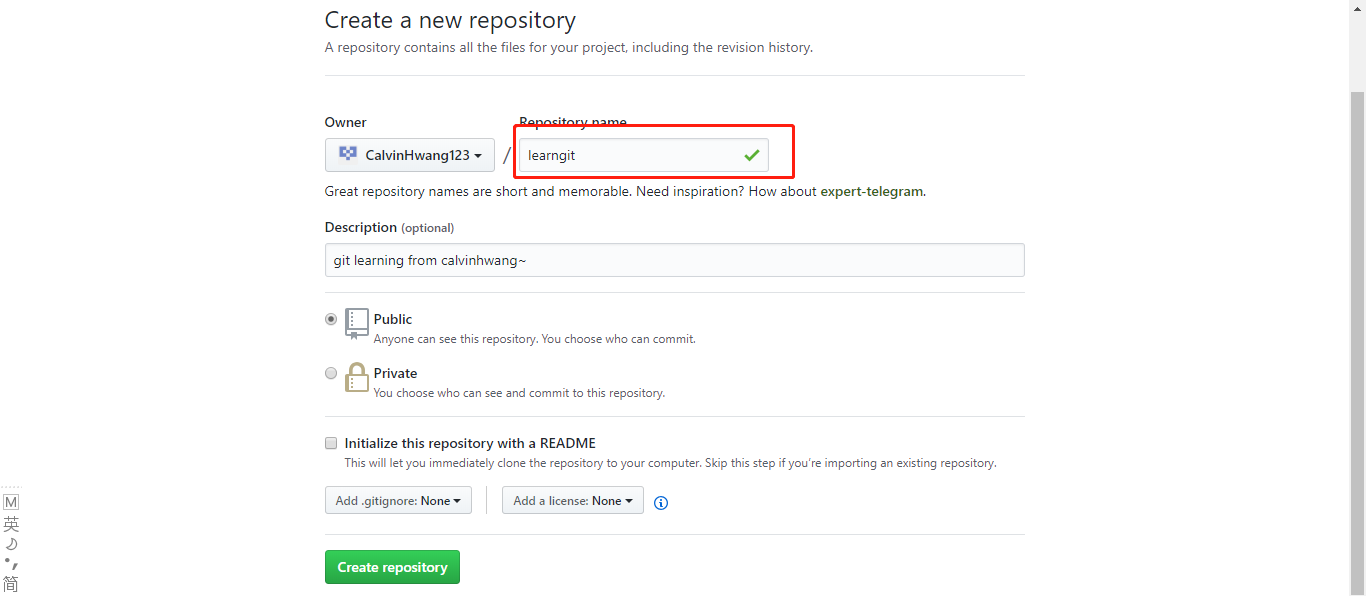 Create a new repository
A repository contains all the files for your project, including the revision history.
Owner
Repository name
CalvinHwang123 / learngit
Great repository names are short and memorable. Need inspiration? How about expert-telegram.
Description (optional)
git learning from calvinhwang~
Public
Anyone can see this repository. You choose who can commit.
Private
You choose who can see and commit to this repository.
Initialize this repository with a README
This will let you immediately clone the repository to your computer. Skip this step if you’re importing an existing repository.
Add .gitignore: None
Add a license: None
Create repository
M
英
简